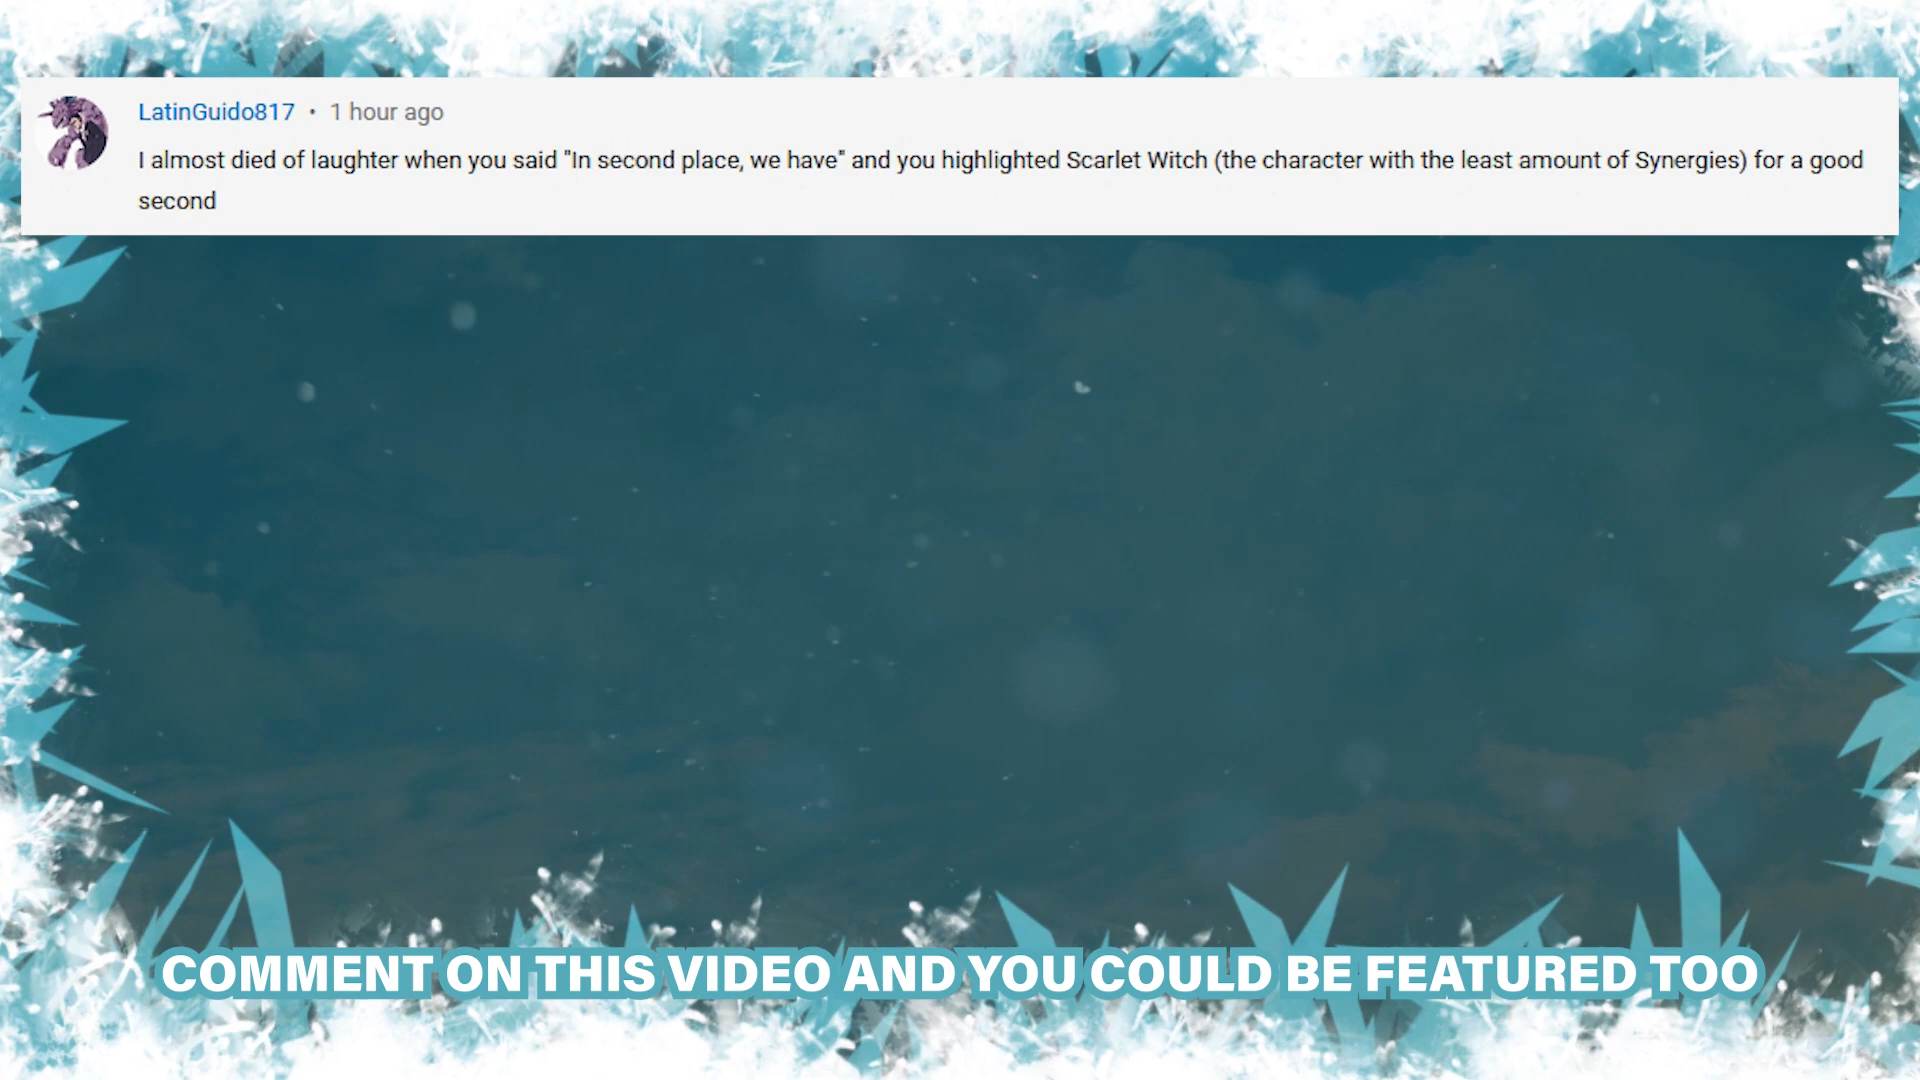 LatinGuido817 • 1 hour ago
I almost died of laughter when you said "In second place, we have" and you highlighted Scarlet Witch (the character with the least amount of Synergies) for a good
second
COMMENT ON THIS VIDEO AND YOU COULD BE FEATURED TOO